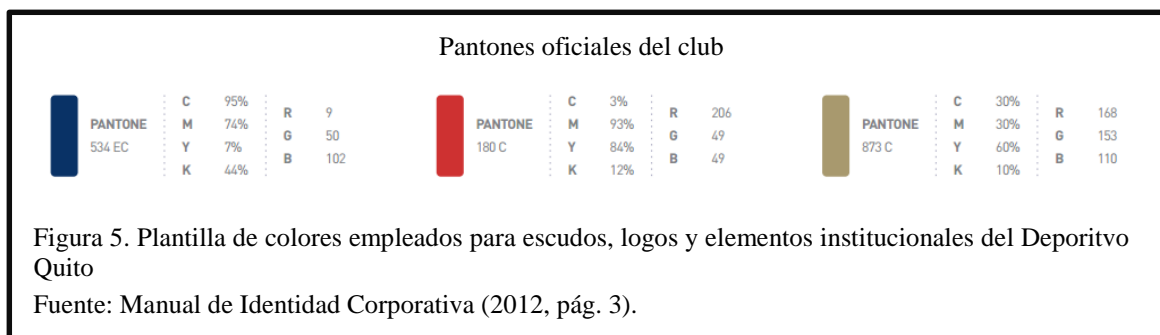 Pantones oficiales del club
PANTONE
534 EC
C 95%
M 74%
Y 7%
K 44%
R 9
G 50
B 102
PANTONE
180 C
C 3%
M 93%
Y 84%
K 12%
R 206
G 49
B 49
PANTONE
873 C
C 30%
M 30%
Y 60%
K 10%
R 168
G 153
B 110
Figura 5. Plantilla de colores empleados para escudos, logos y elementos institucionales del Deporitvo
Quito
Fuente: Manual de Identidad Corporativa (2012, pág. 3).